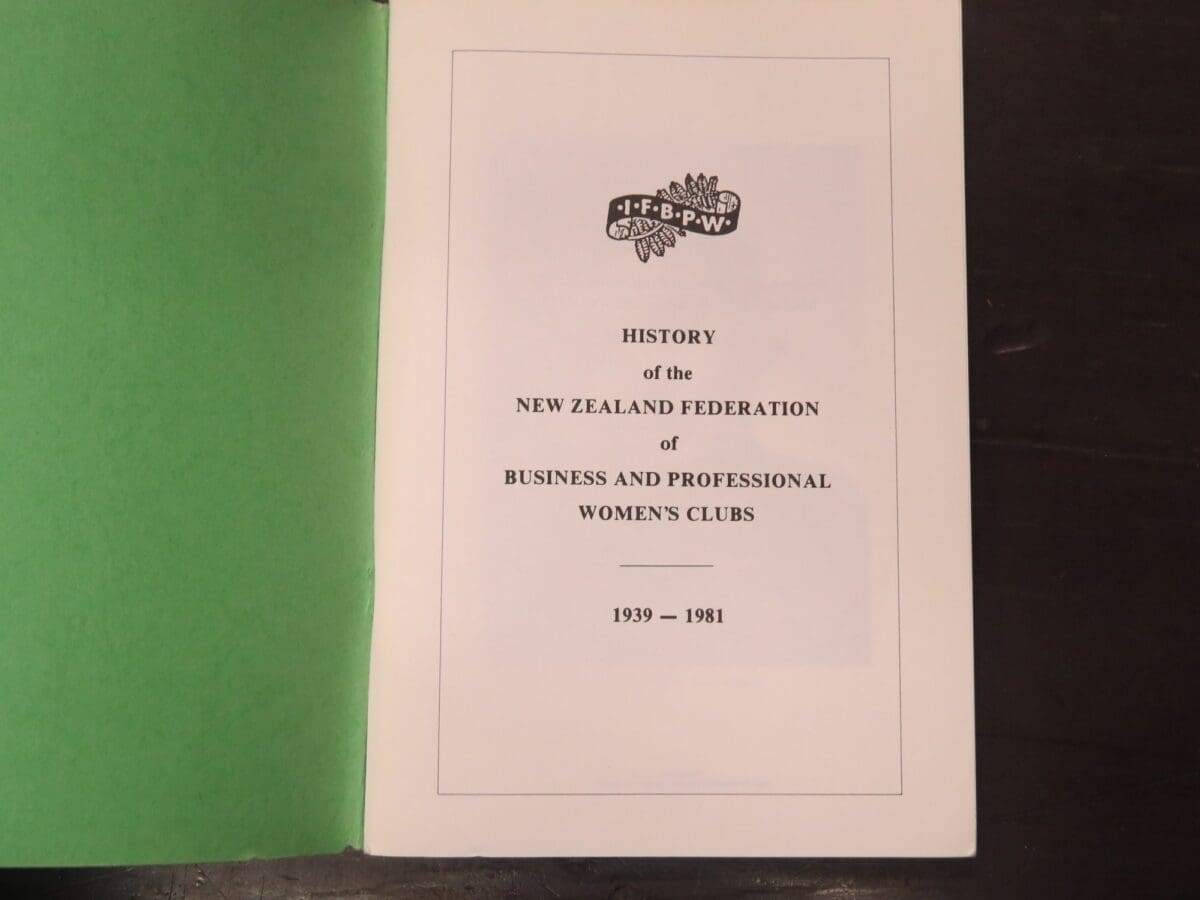 ·I·F·B·P·W·
HISTORY
of the
NEW ZEALAND FEDERATION
of
BUSINESS AND PROFESSIONAL
WOMEN'S CLUBS
1939 — 1981